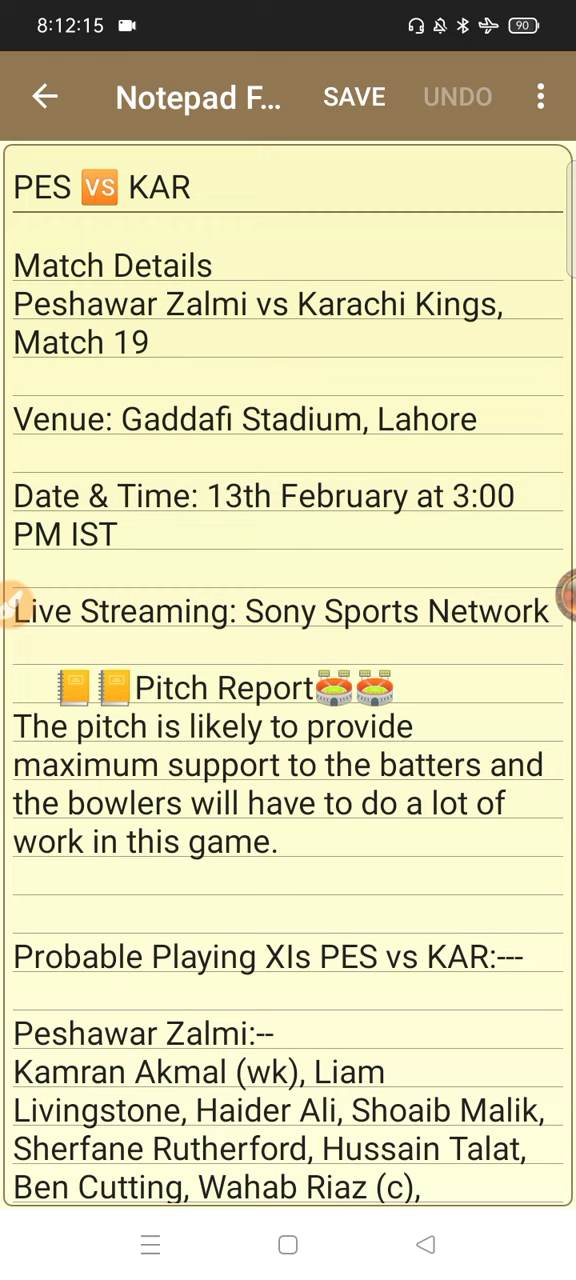 8:12:15
90
Notepad F... SAVE UNDO
PES 🆚 KAR
Match Details
Peshawar Zalmi vs Karachi Kings,
Match 19
Venue: Gaddafi Stadium, Lahore
Date & Time: 13th February at 3:00
PM IST
Live Streaming: Sony Sports Network
📒📒Pitch Report🏟️🏟️
The pitch is likely to provide
maximum support to the batters and
the bowlers will have to do a lot of
work in this game.
Probable Playing XIs PES vs KAR:---
Peshawar Zalmi:--
Kamran Akmal (wk), Liam
Livingstone, Haider Ali, Shoaib Malik,
Sherfane Rutherford, Hussain Talat,
Ben Cutting, Wahab Riaz (c),